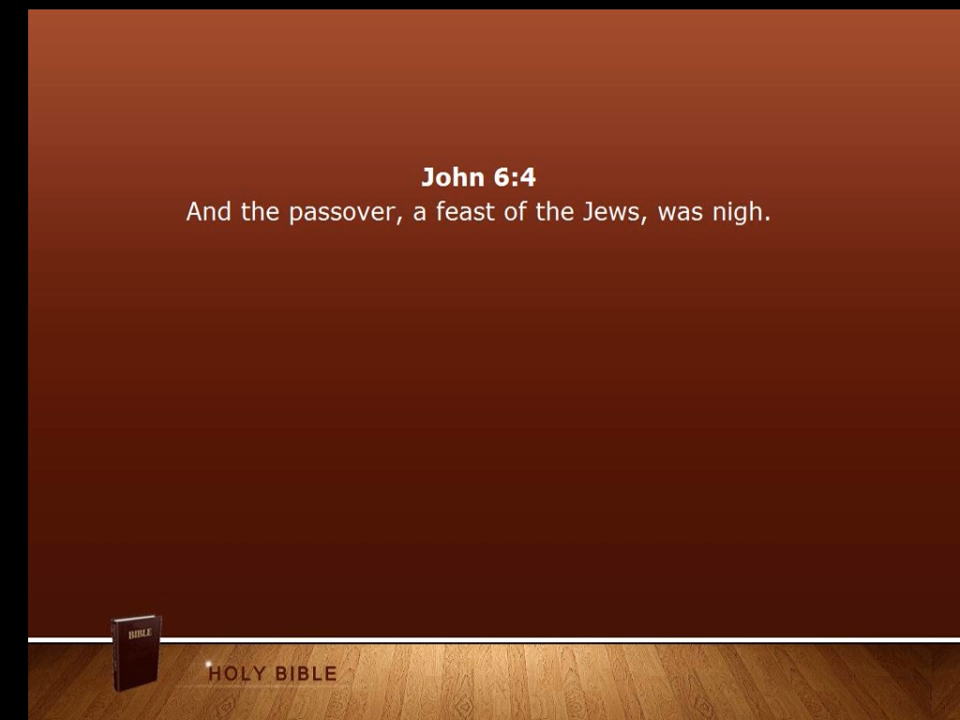 John 6:4
And the passover, a feast of the Jews, was nigh.
BIBLE
HOLY BIBLE